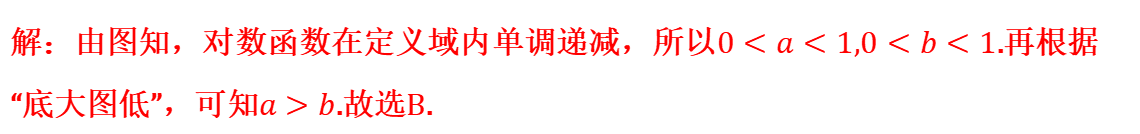 解：由图知，对数函数在定义域内单调递减，所以0 < a < 1,0 < b < 1.再根据
“底大图低”，可知a > b.故选B.